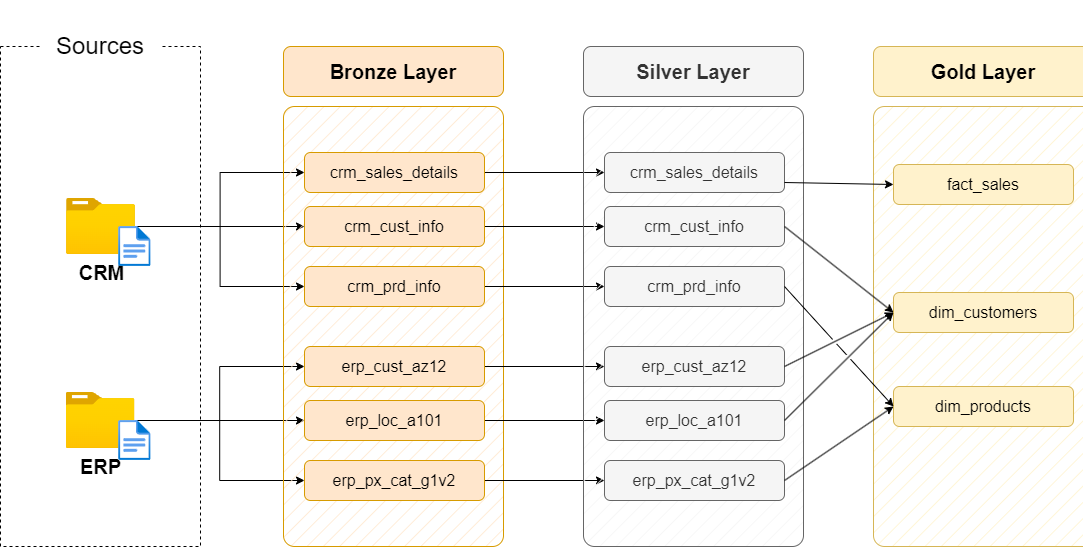 Sources
Bronze Layer
Silver Layer
Gold Layer
CRM
ERP
crm_sales_details
crm_cust_info
crm_prd_info
erp_cust_az12
erp_loc_a101
erp_px_cat_g1v2
crm_sales_details
crm_cust_info
crm_prd_info
erp_cust_az12
erp_loc_a101
erp_px_cat_g1v2
fact_sales
dim_customers
dim_products